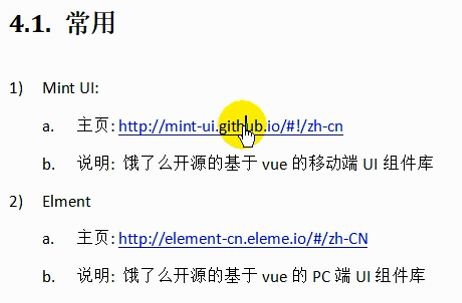 4.1. 常用
1) Mint UI:
a. 主页: http://mint-ui.github.io/#!/zh-cn
b. 说明: 饿了么开源的基于 vue 的移动端 UI 组件库
2) Elment
a. 主页: http://element-cn.eleme.io/#/zh-CN
b. 说明: 饿了么开源的基于 vue 的 PC 端 UI 组件库